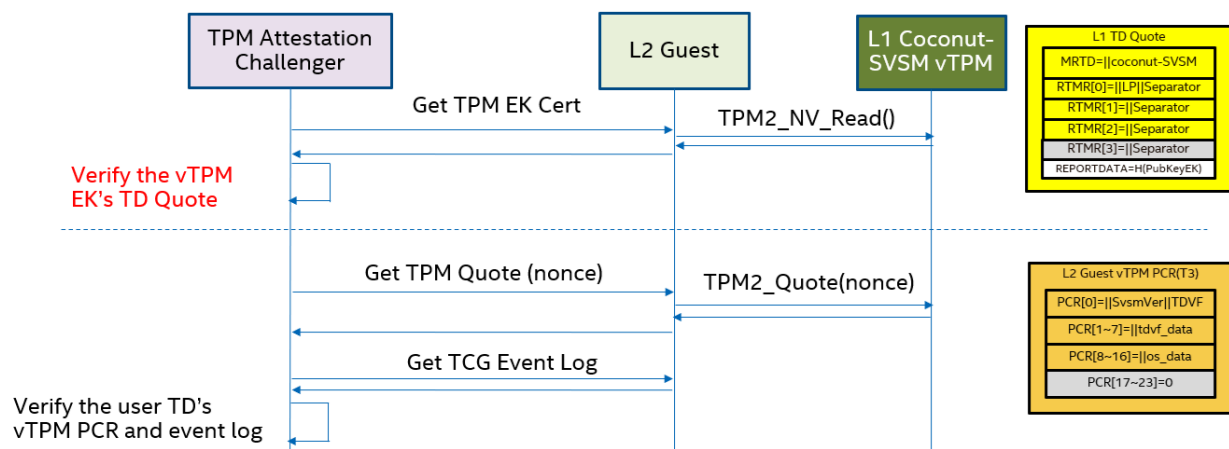 TPM Attestation
Challenger
L2 Guest
L1 Coconut-
SVSM vTPM
Get TPM EK Cert
TPM2_NV_Read()
Verify the vTPM
EK's TD Quote
Get TPM Quote (nonce)
TPM2_Quote(nonce)
Get TCG Event Log
Verify the user TD's
vTPM PCR and event log
L1 TD Quote
MRTD=||coconut-SVSM
RTMR[0]=||LP||Separator
RTMR[1]=||Separator
RTMR[2]=||Separator
RTMR[3]=||Separator
REPORTDATA=H(PubKeyEK)
L2 Guest vTPM PCR(T3)
PCR[0]=||SvsmVer||TDVF
PCR[1~7]=||tdvf_data
PCR[8~16]=||os_data
PCR[17~23]=0